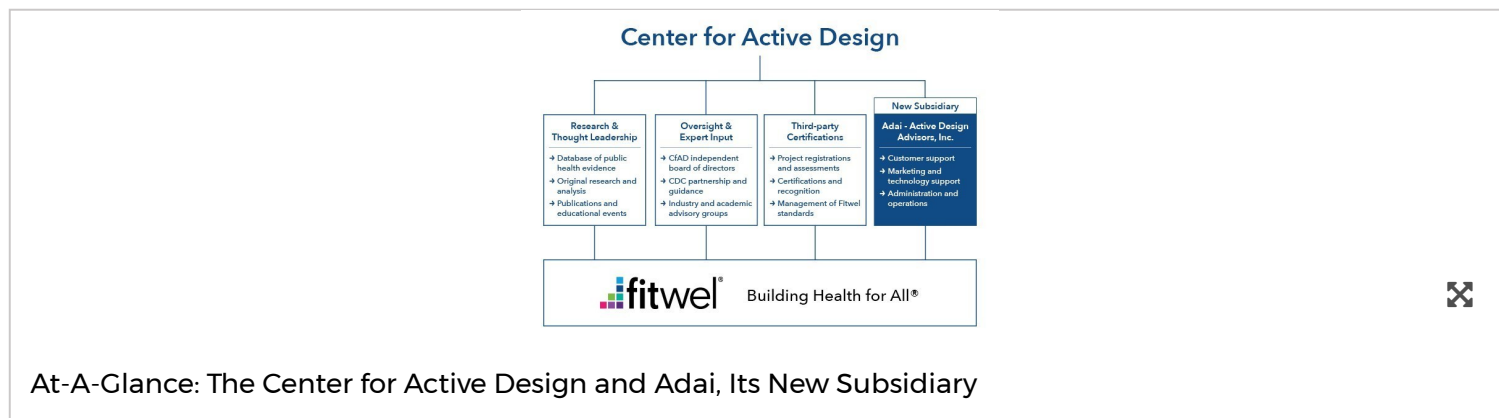 Center for Active Design
Research &
Thought Leadership
→ Database of public
health evidence
→ Original research and
analysis
→ Publications and
educational events
Oversight &
Expert Input
→ CfAD independent
board of directors
→ CDC partnership and
guidance
→ Industry and academic
advisory groups
Third-party
Certifications
→ Project registrations
and assessments
→ Certifications and
recognition
→ Management of Fitwel
standards
New Subsidiary
Adai - Active Design
Advisors, Inc.
→ Customer support
→ Marketing and
technology support
→ Administration and
operations
fitwel® Building Health for All®
At-A-Glance: The Center for Active Design and Adai, Its New Subsidiary